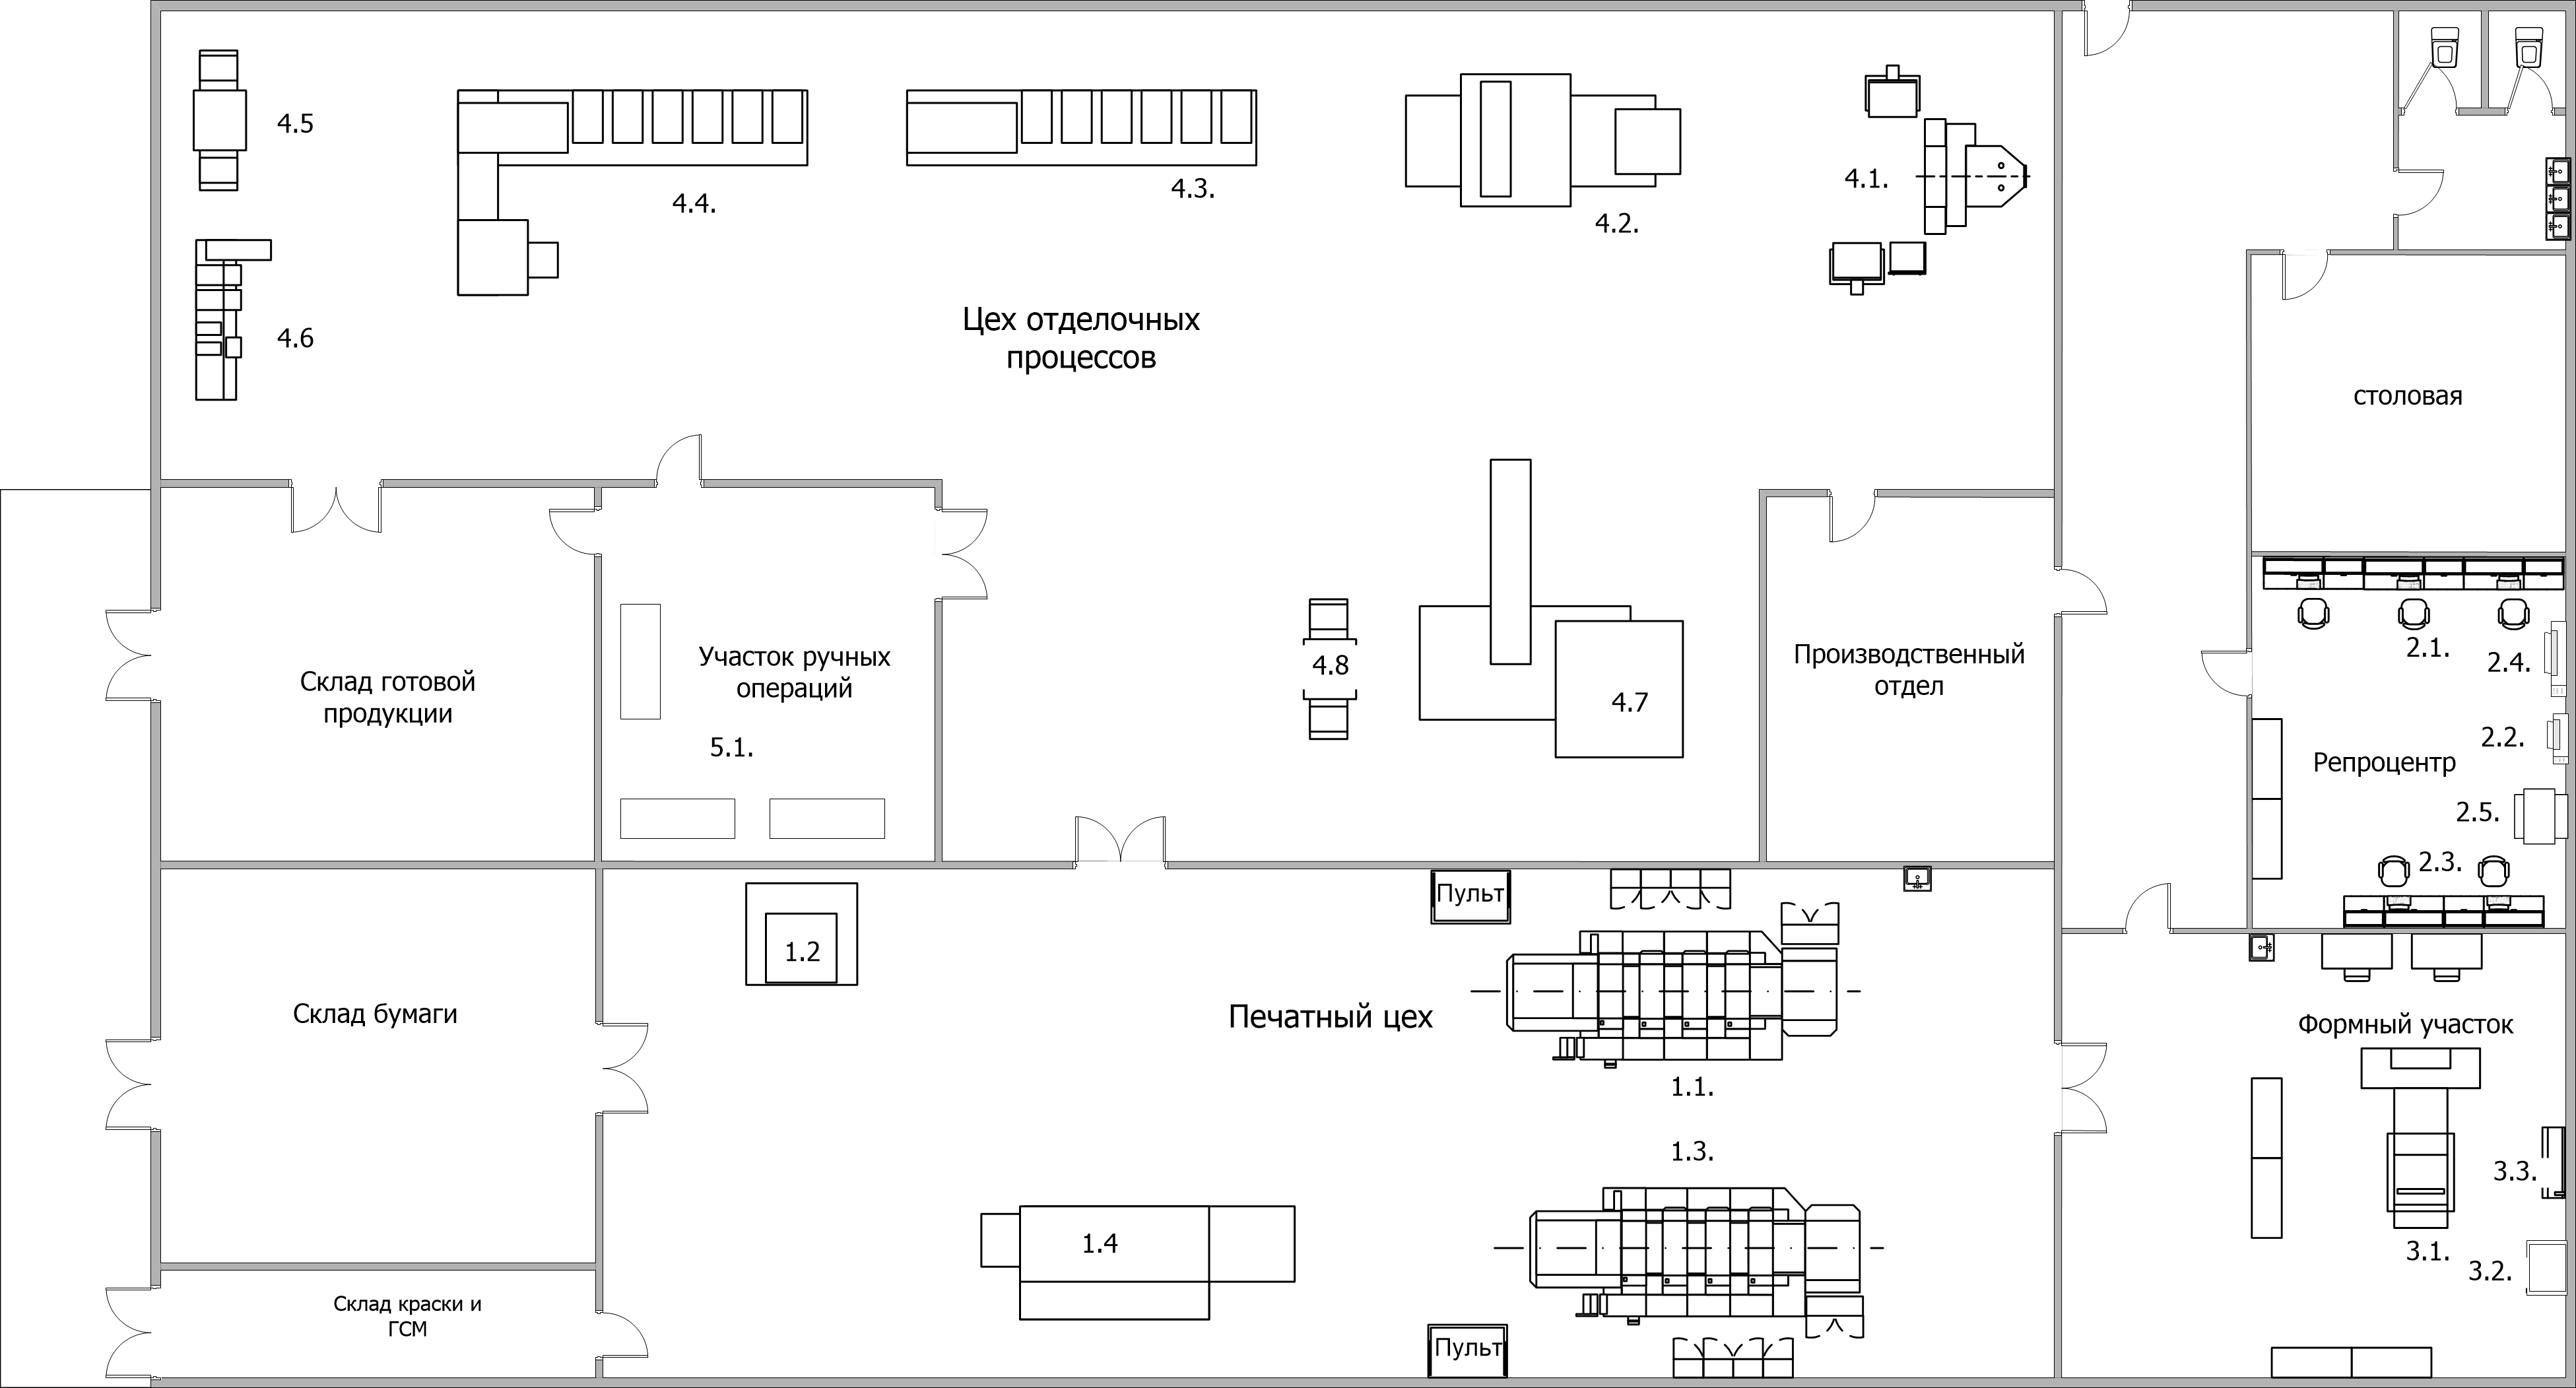 4.5
4.4.
4.3.
4.2.
4.1.
4.6
Цех отделочных
процессов
столовая
Склад готовой
продукции
Участок ручных
операций
5.1.
4.8
4.7
Производственный
отдел
2.1.
2.4.
2.2.
Репроцентр
2.5.
2.3.
Пульт
1.2
Склад бумаги
Печатный цех
1.1.
1.3.
1.4
Пульт
Формный участок
3.3.
3.1.
3.2.
Склад краски и
ГСМ